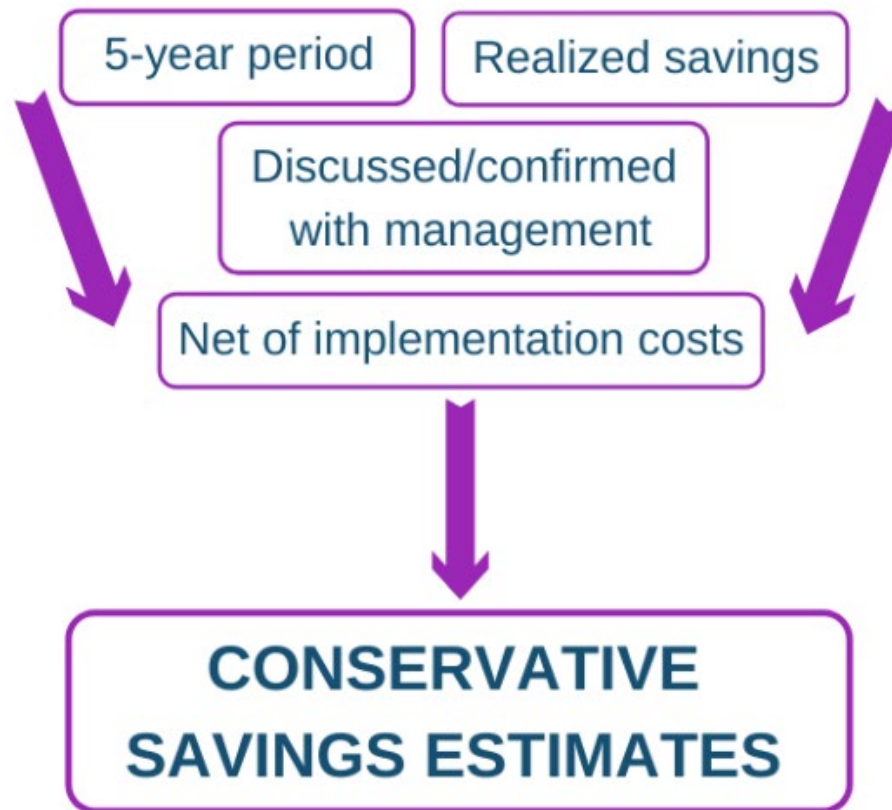 5-year period
Realized savings
Discussed/confirmed
with management
Net of implementation costs
CONSERVATIVE
SAVINGS ESTIMATES